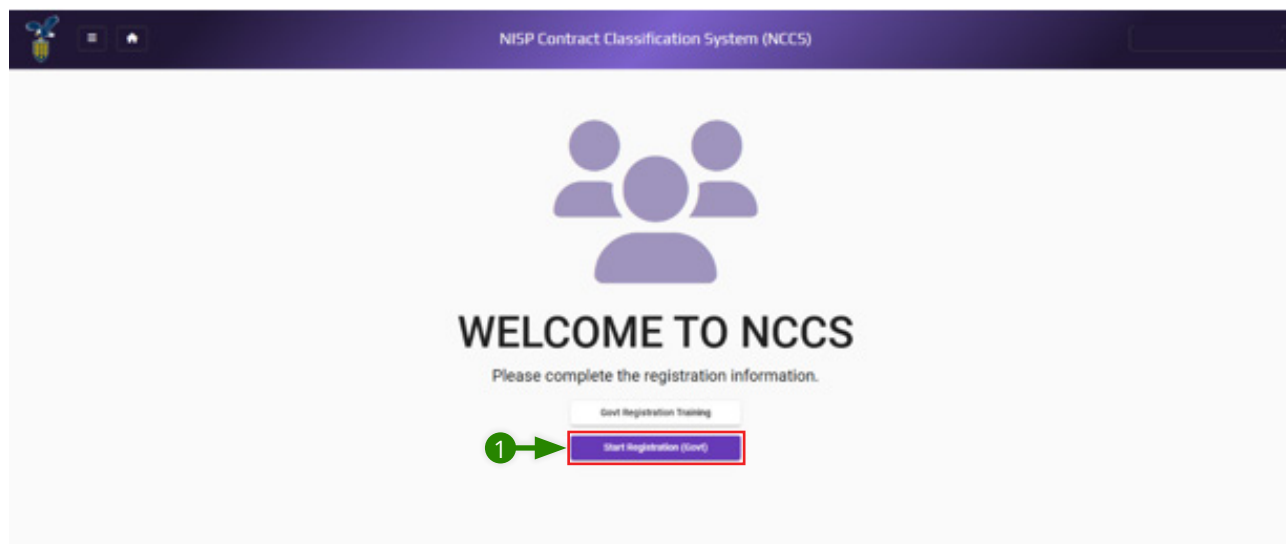 NISP Contract Classification System (NCCS)
WELCOME TO NCCS
Please complete the registration information.
Govt Registration Training
1
Start Registration (Govt)